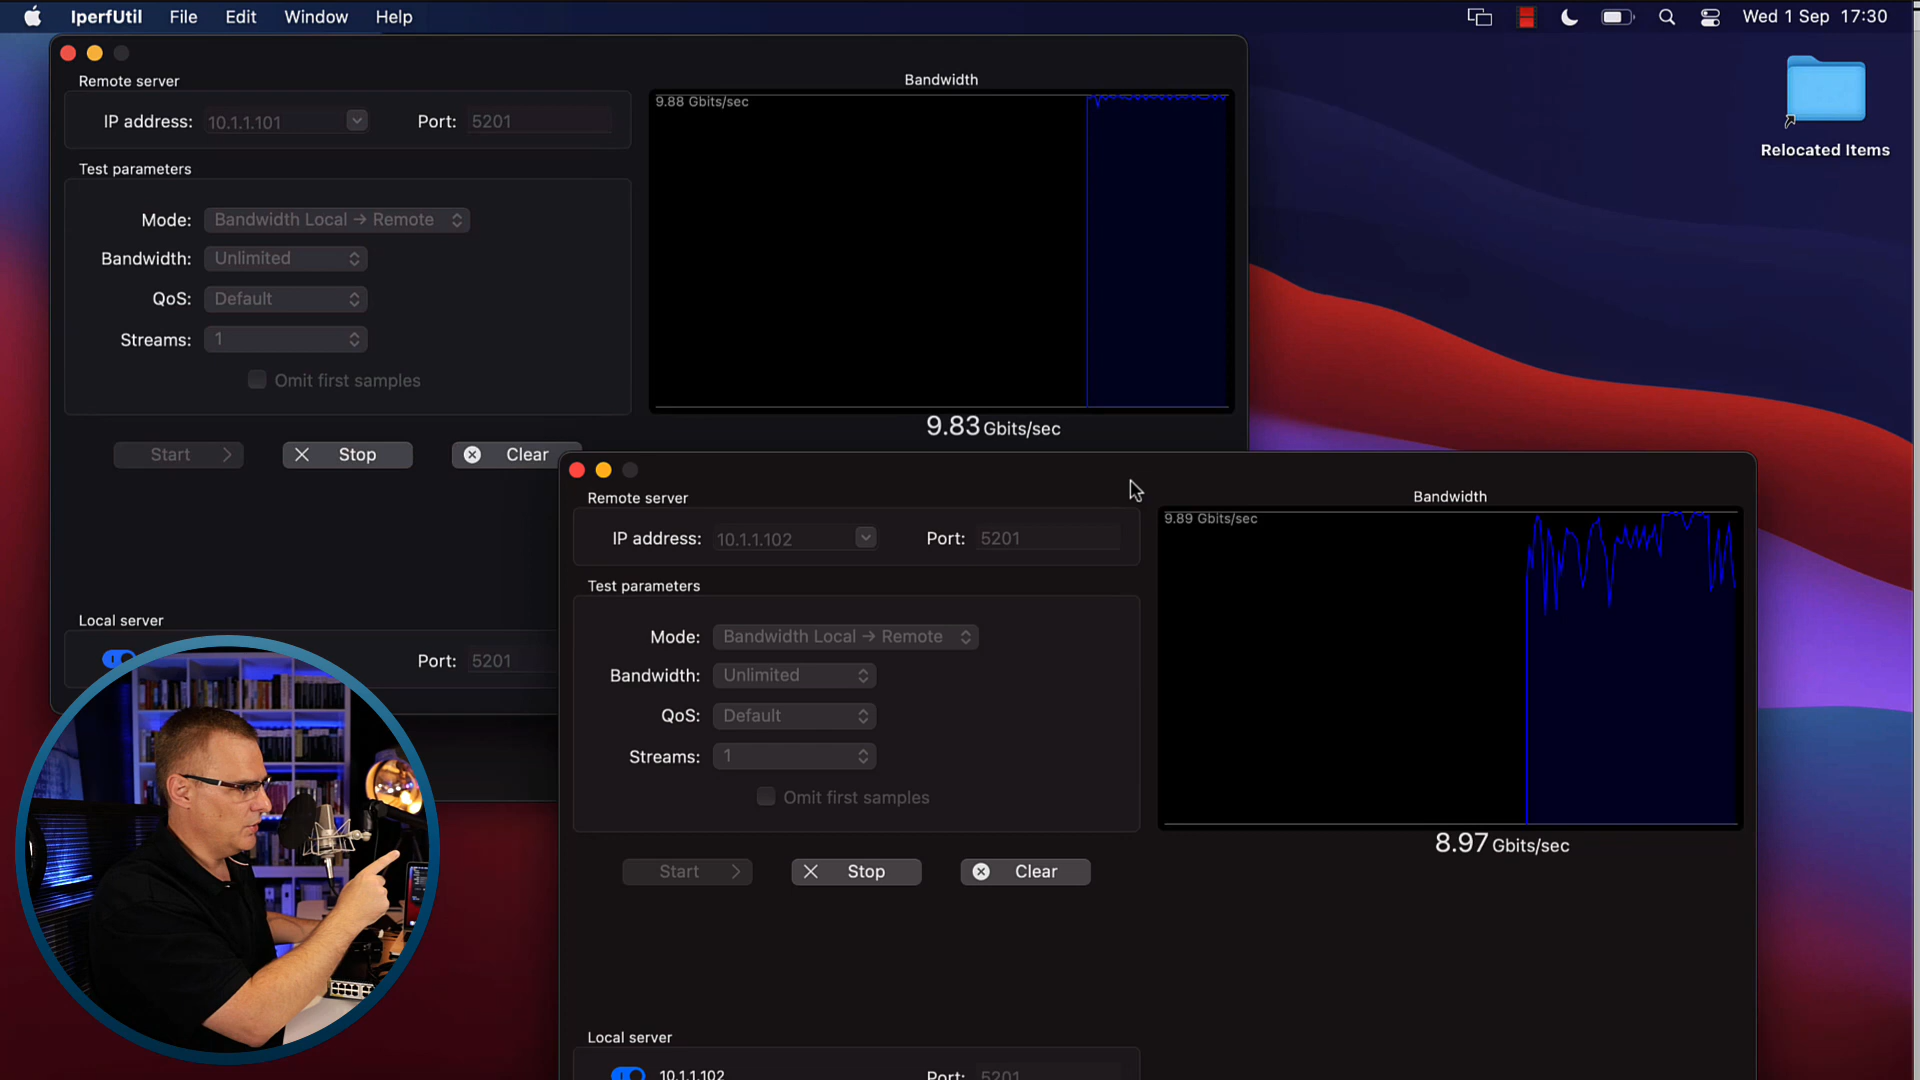 IperfUtil File Edit Window Help Wed 1 Sep 17:30
Remote server
IP address: 10.1.1.101 Port: 5201
Test parameters
Mode: Bandwidth Local → Remote
Bandwidth: Unlimited
QoS: Default
Streams: 1
Omit first samples
Start Stop Clear
Local server
Port: 5201
Bandwidth
9.88 Gbits/sec
9.83 Gbits/sec
Relocated Items
Remote server
IP address: 10.1.1.102 Port: 5201
Test parameters
Mode: Bandwidth Local → Remote
Bandwidth: Unlimited
QoS: Default
Streams: 1
Omit first samples
Start Stop Clear
Local server
10.1.1.102 Port: 5201
Bandwidth
9.89 Gbits/sec
8.97 Gbits/sec